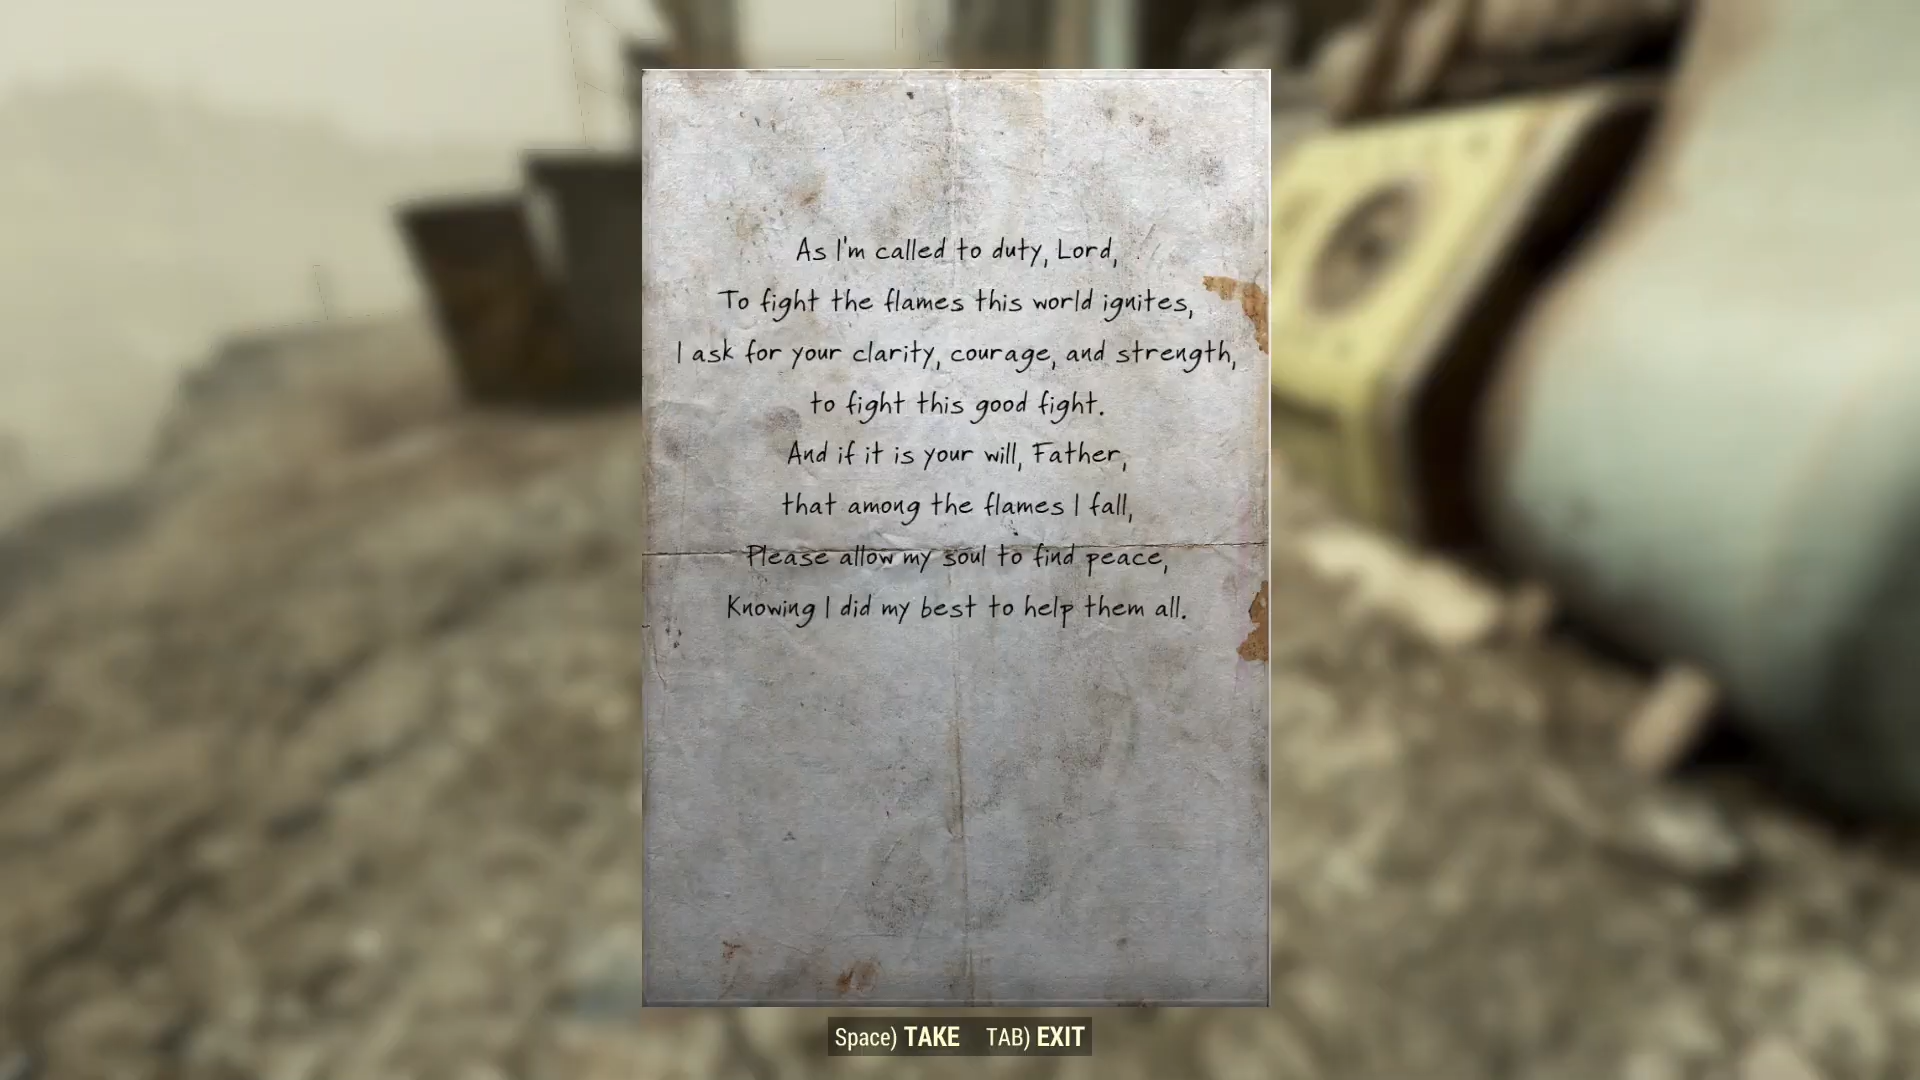 As I'm called to duty, Lord,
To fight the flames this world ignites,
I ask for your clarity, courage, and strength,
to fight this good fight.
And if it is your will, Father,
that among the flames I fall,
Please allow my soul to find peace,
Knowing I did my best to help them all.
Space) TAKE TAB) EXIT